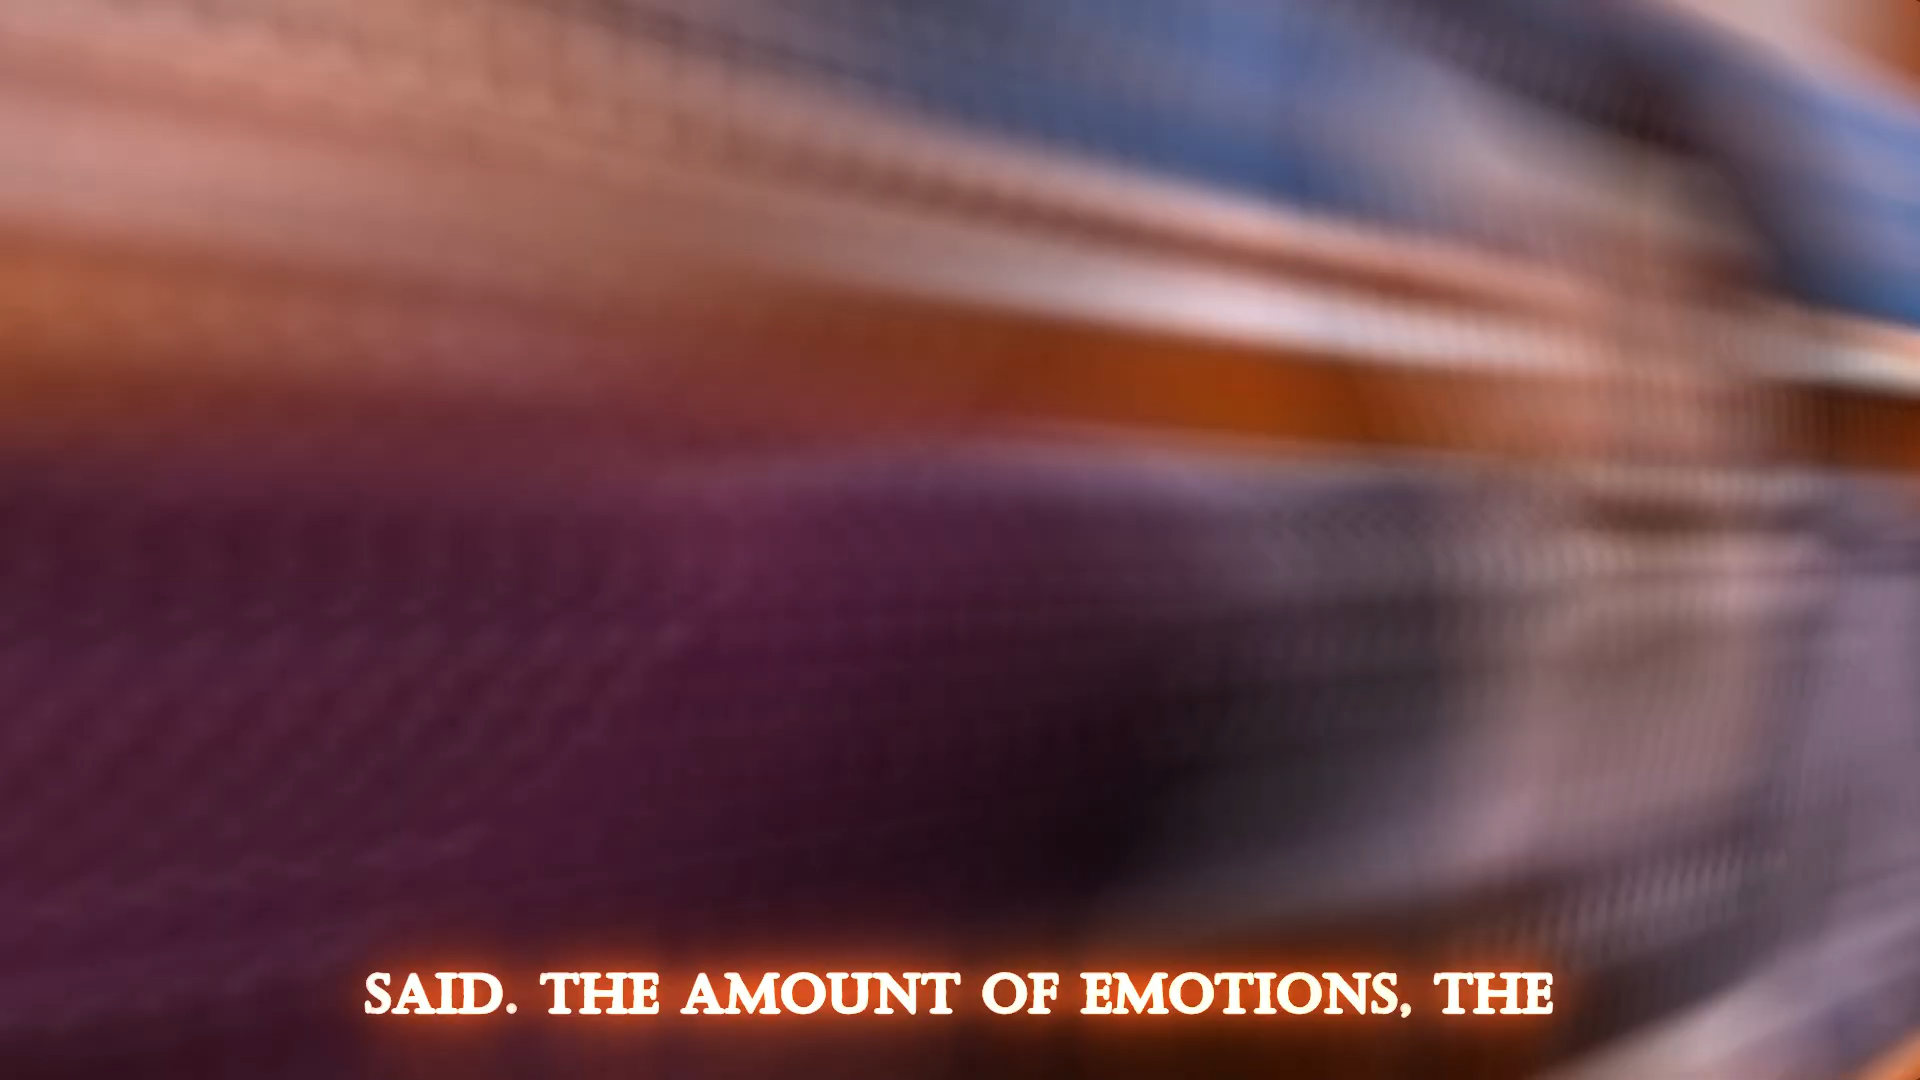 SAID. THE AMOUNT OF EMOTIONS, THE